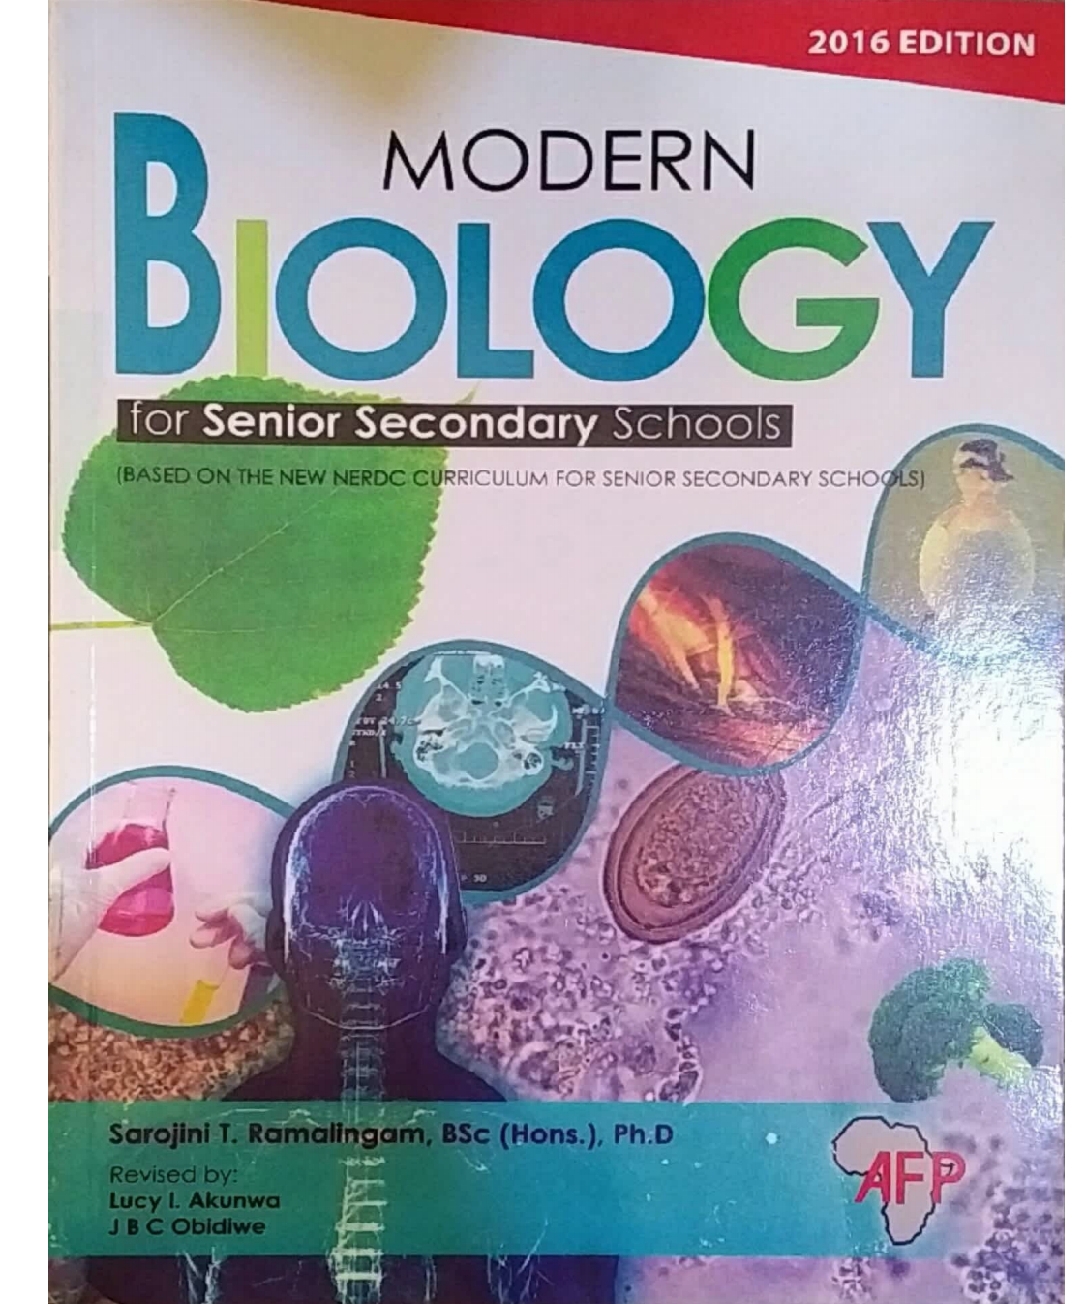 2016 EDITION
MODERN
BIOLOGY
for Senior Secondary Schools
(BASED ON THE NEW NERDC CURRICULUM FOR SENIOR SECONDARY SCHOOLS)
Sarojini T. Ramalingam, BSc (Hons.), Ph.D
Revised by:
Lucy I. Akunwa
J B C Obidiwe
AFP